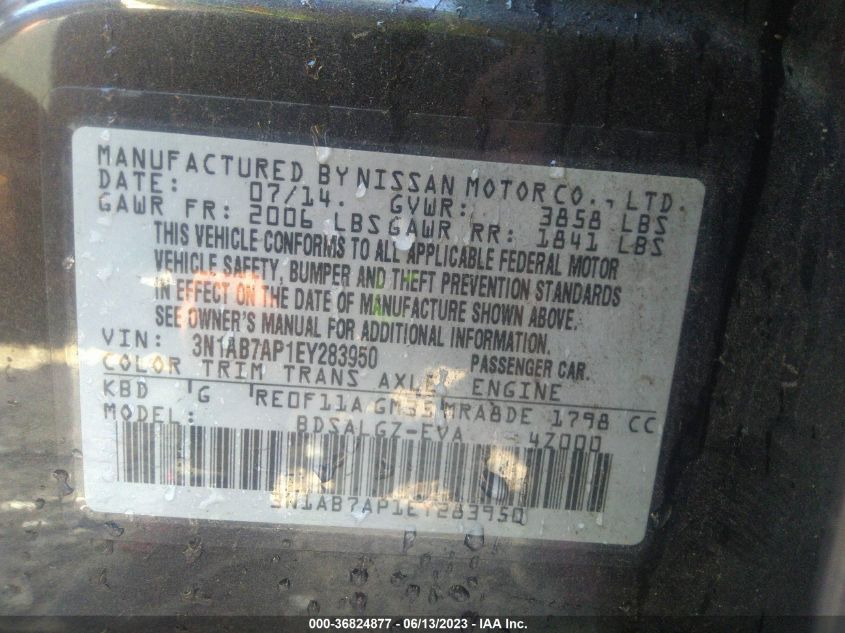 MANUFACTURED BY NISSAN MOTOR CO., LTD.
DATE: 07/14. GVWR: 3858 LBS
GAWR FR: 2006 LBS GAWR RR: 1841 LBS
THIS VEHICLE CONFORMS TO ALL APPLICABLE FEDERAL MOTOR
VEHICLE SAFETY, BUMPER AND THEFT PREVENTION STANDARDS
IN EFFECT ON THE DATE OF MANUFACTURE SHOWN ABOVE.
SEE OWNER'S MANUAL FOR ADDITIONAL INFORMATION.
VIN: 3N1AB7AP1EY283950 PASSENGER CAR.
COLOR TRIM TRANS AXLE ENGINE
KBD G RE0F11A GM35 MRA8DE 1798 CC
MODEL: BDSALGZ-EVA 4Z000
3N1AB7AP1EY283950
000-36824877 - 06/13/2023 - IAAI.com